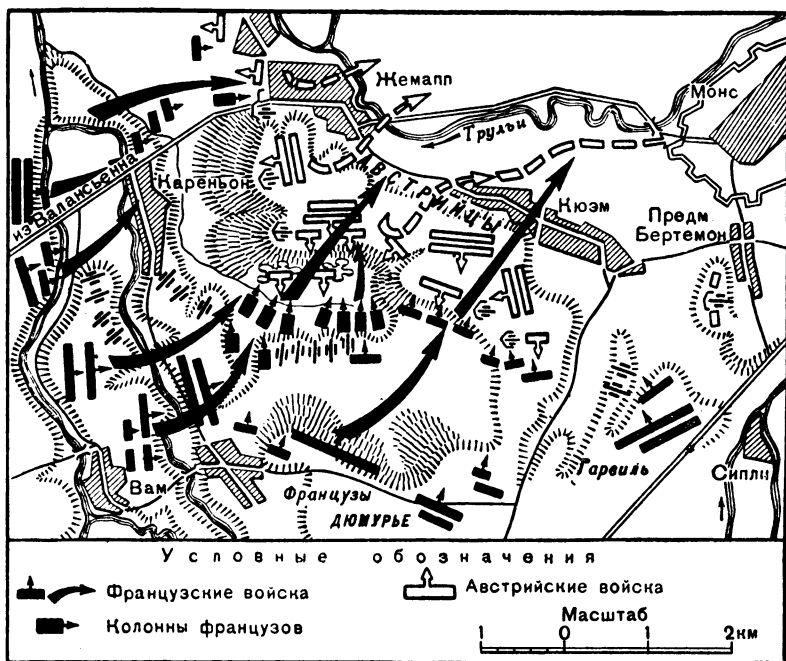 Жемапп
Монс
Трульи
Кареньон
из Валансьенна
АВСТРИЙЦЫ
Кюэм
Предм.
Бертемон
Гарвиль
Сипли
Вам
Французы
ДЮМУРЬЕ
Условные обозначения
Французские войска
Австрийские войска
Колонны французов
Масштаб
1 0 1 2км